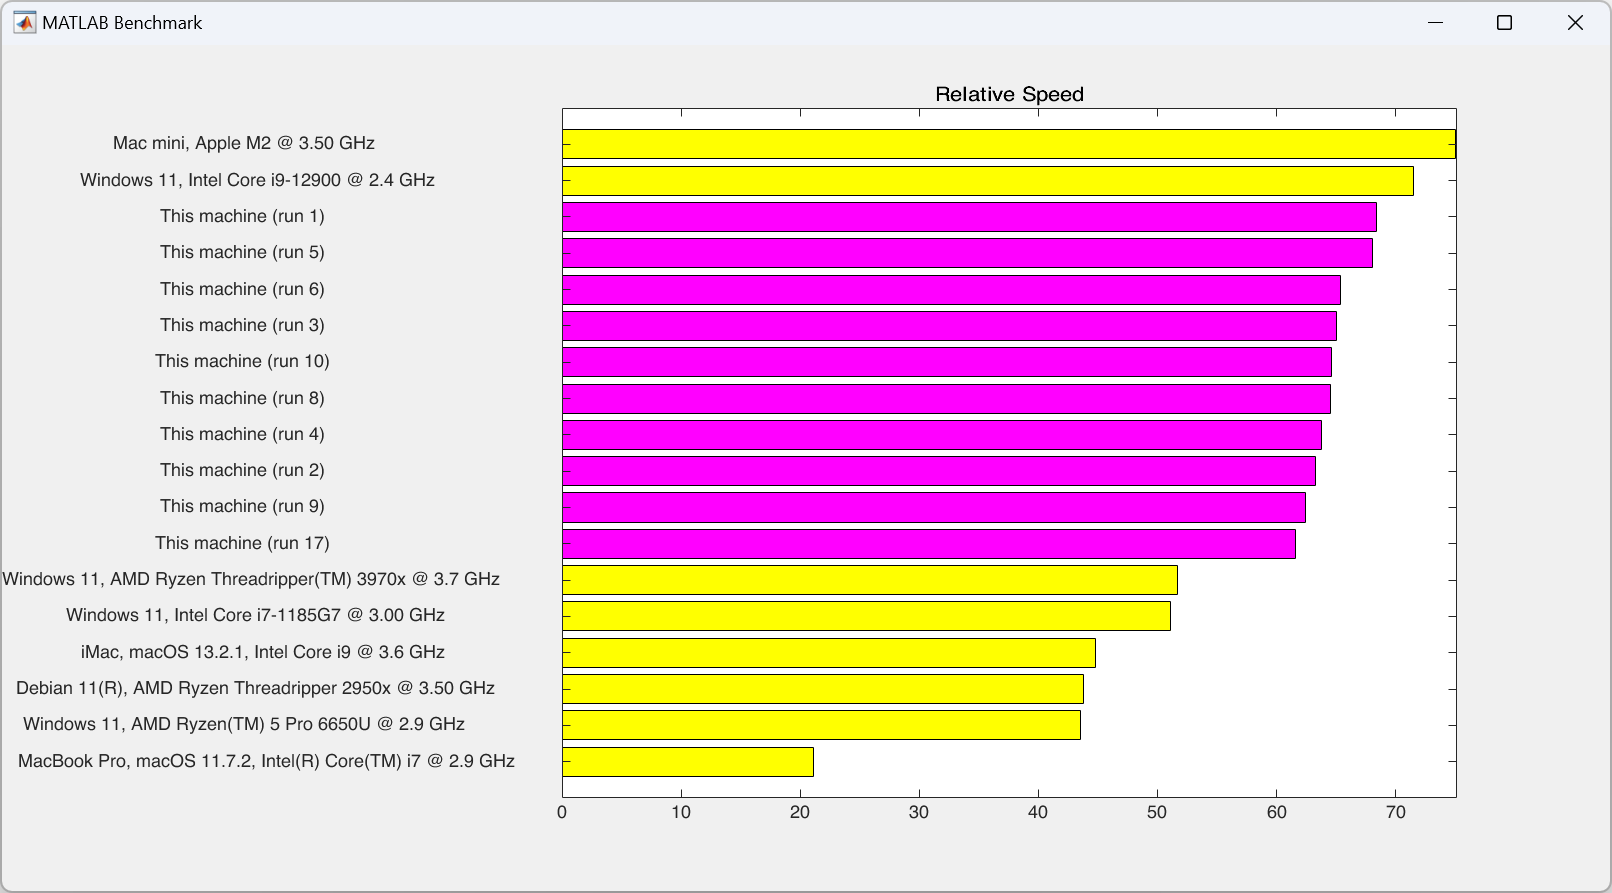 MATLAB Benchmark
Relative Speed
Mac mini, Apple M2 @ 3.50 GHz
Windows 11, Intel Core i9-12900 @ 2.4 GHz
This machine (run 1)
This machine (run 5)
This machine (run 6)
This machine (run 3)
This machine (run 10)
This machine (run 8)
This machine (run 4)
This machine (run 2)
This machine (run 9)
This machine (run 17)
Windows 11, AMD Ryzen Threadripper(TM) 3970x @ 3.7 GHz
Windows 11, Intel Core i7-1185G7 @ 3.00 GHz
iMac, macOS 13.2.1, Intel Core i9 @ 3.6 GHz
Debian 11(R), AMD Ryzen Threadripper 2950x @ 3.50 GHz
Windows 11, AMD Ryzen(TM) 5 Pro 6650U @ 2.9 GHz
MacBook Pro, macOS 11.7.2, Intel(R) Core(TM) i7 @ 2.9 GHz
0 10 20 30 40 50 60 70